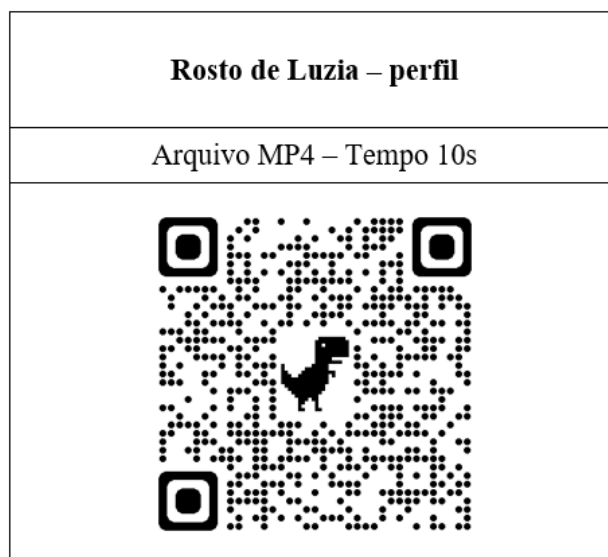 Rosto de Luzia – perfil
Arquivo MP4 – Tempo 10s